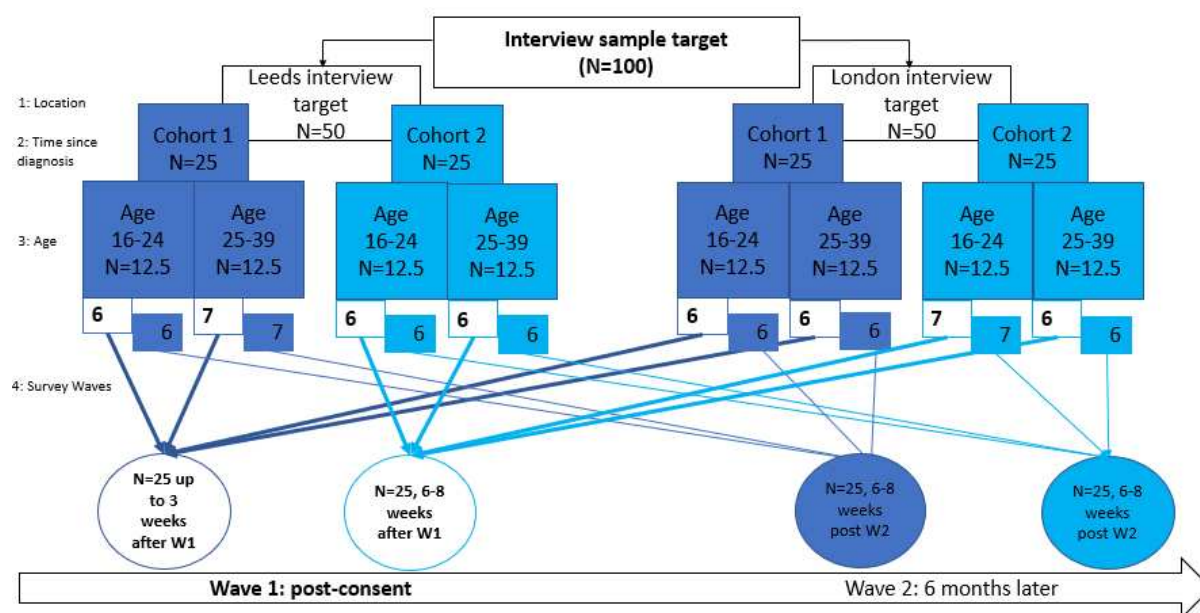 Interview sample target
(N=100)
Leeds interview
target
N=50
London interview
target
N=50
1: Location
2: Time since
diagnosis
Cohort 1
N=25
Cohort 2
N=25
Cohort 1
N=25
Cohort 2
N=25
3: Age
Age
16-24
N=12.5
Age
25-39
N=12.5
Age
16-24
N=12.5
Age
25-39
N=12.5
Age
16-24
N=12.5
Age
25-39
N=12.5
Age
16-24
N=12.5
Age
25-39
N=12.5
6
6
7
7
6
6
6
6
6
6
6
6
7
7
6
6
4: Survey Waves
N=25 up
to 3
weeks
after W1
N=25, 6-8
weeks
after W1
N=25, 6-8
weeks
post W2
N=25, 6-8
weeks
post W2
Wave 1: post-consent
Wave 2: 6 months later